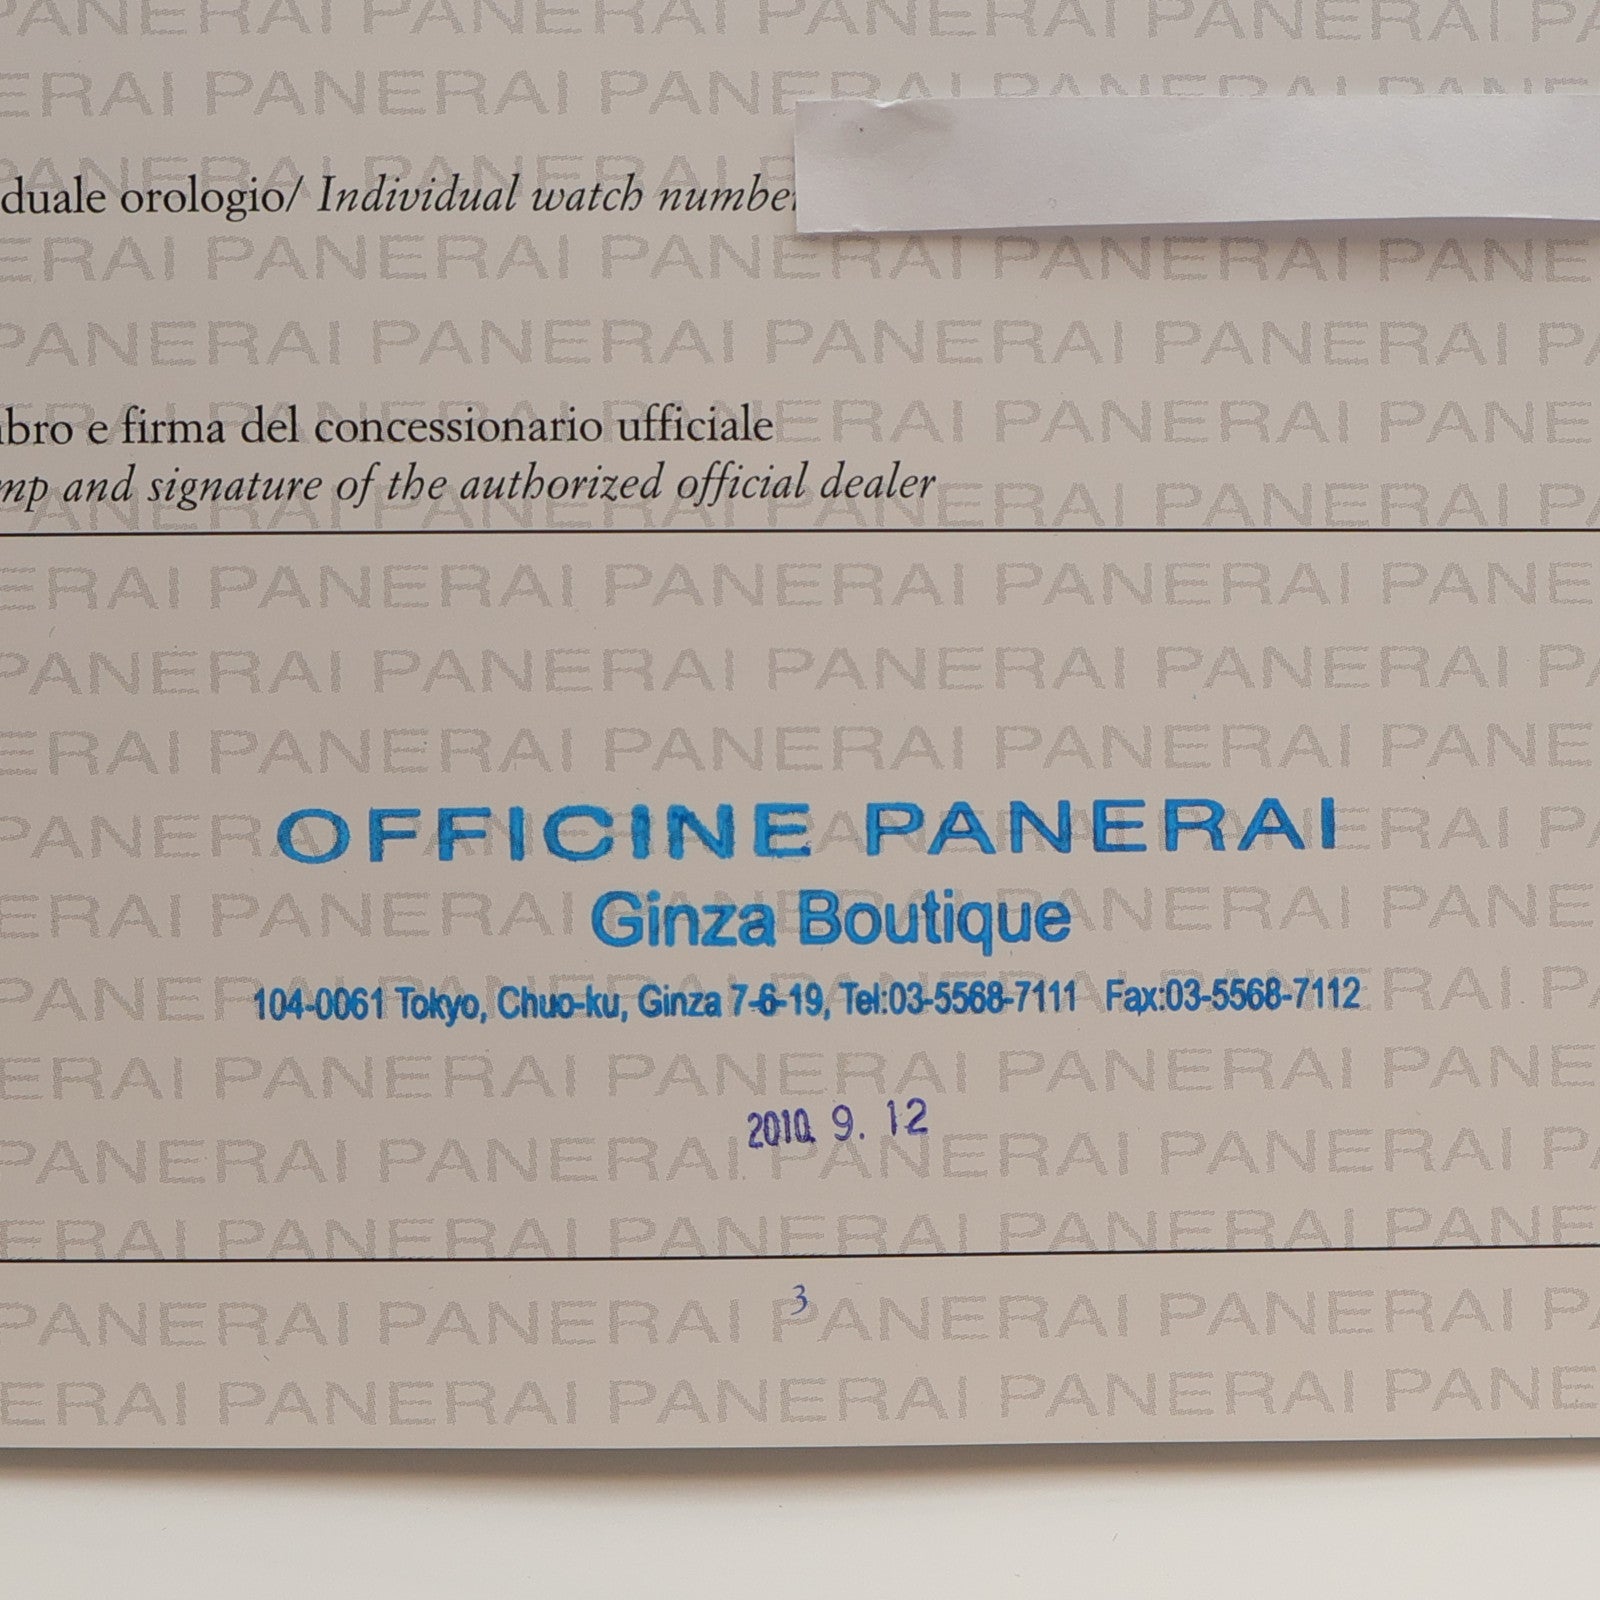 duale orologio/ Individual watch number
bro e firma del concessionario ufficiale
mp and signature of the authorized official dealer
OFFICINE PANERAI
Ginza Boutique
104-0061 Tokyo, Chuo-ku, Ginza 7-6-19, Tel:03-5568-7111 Fax:03-5568-7112
2010. 9. 12
3